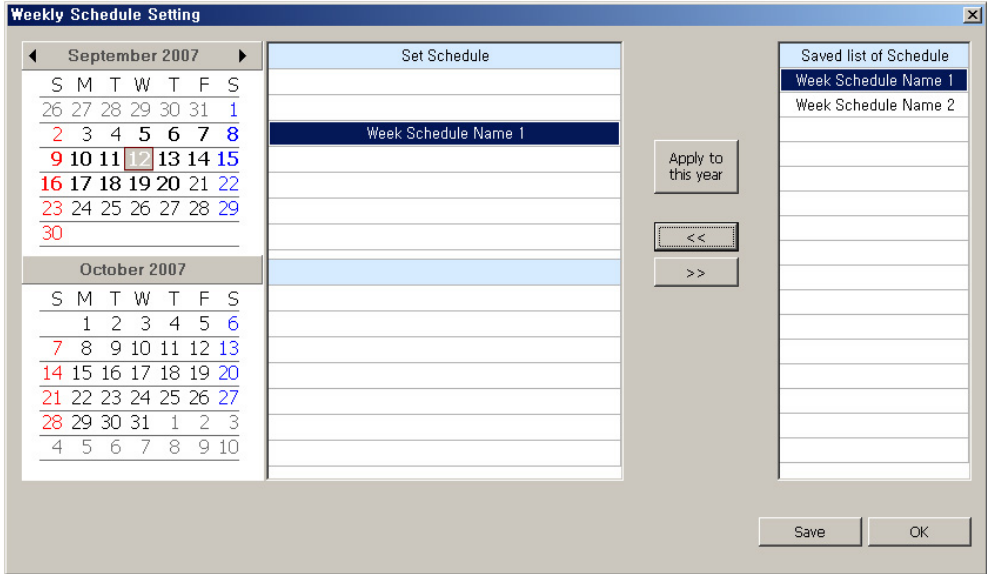 Weekly Schedule Setting
September 2007
S M T W T F S
26 27 28 29 30 31 1
2 3 4 5 6 7 8
9 10 11 12 13 14 15
16 17 18 19 20 21 22
23 24 25 26 27 28 29
30
October 2007
S M T W T F S
1 2 3 4 5 6
7 8 9 10 11 12 13
14 15 16 17 18 19 20
21 22 23 24 25 26 27
28 29 30 31 1 2 3
4 5 6 7 8 9 10
Set Schedule
Week Schedule Name 1
Apply to
this year
<<
>>
Saved list of Schedule
Week Schedule Name 1
Week Schedule Name 2
Save
OK